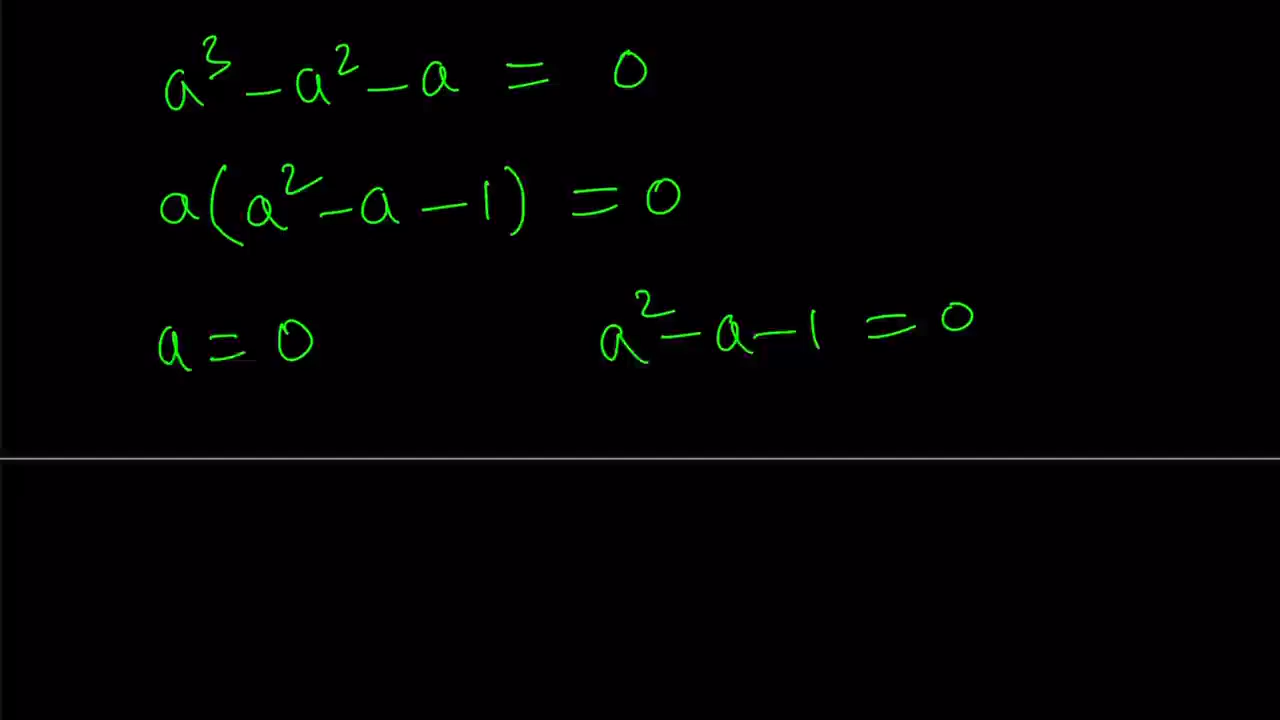 a³ - a² - a = 0
a(a² - a - 1) = 0
a = 0 a² - a - 1 = 0